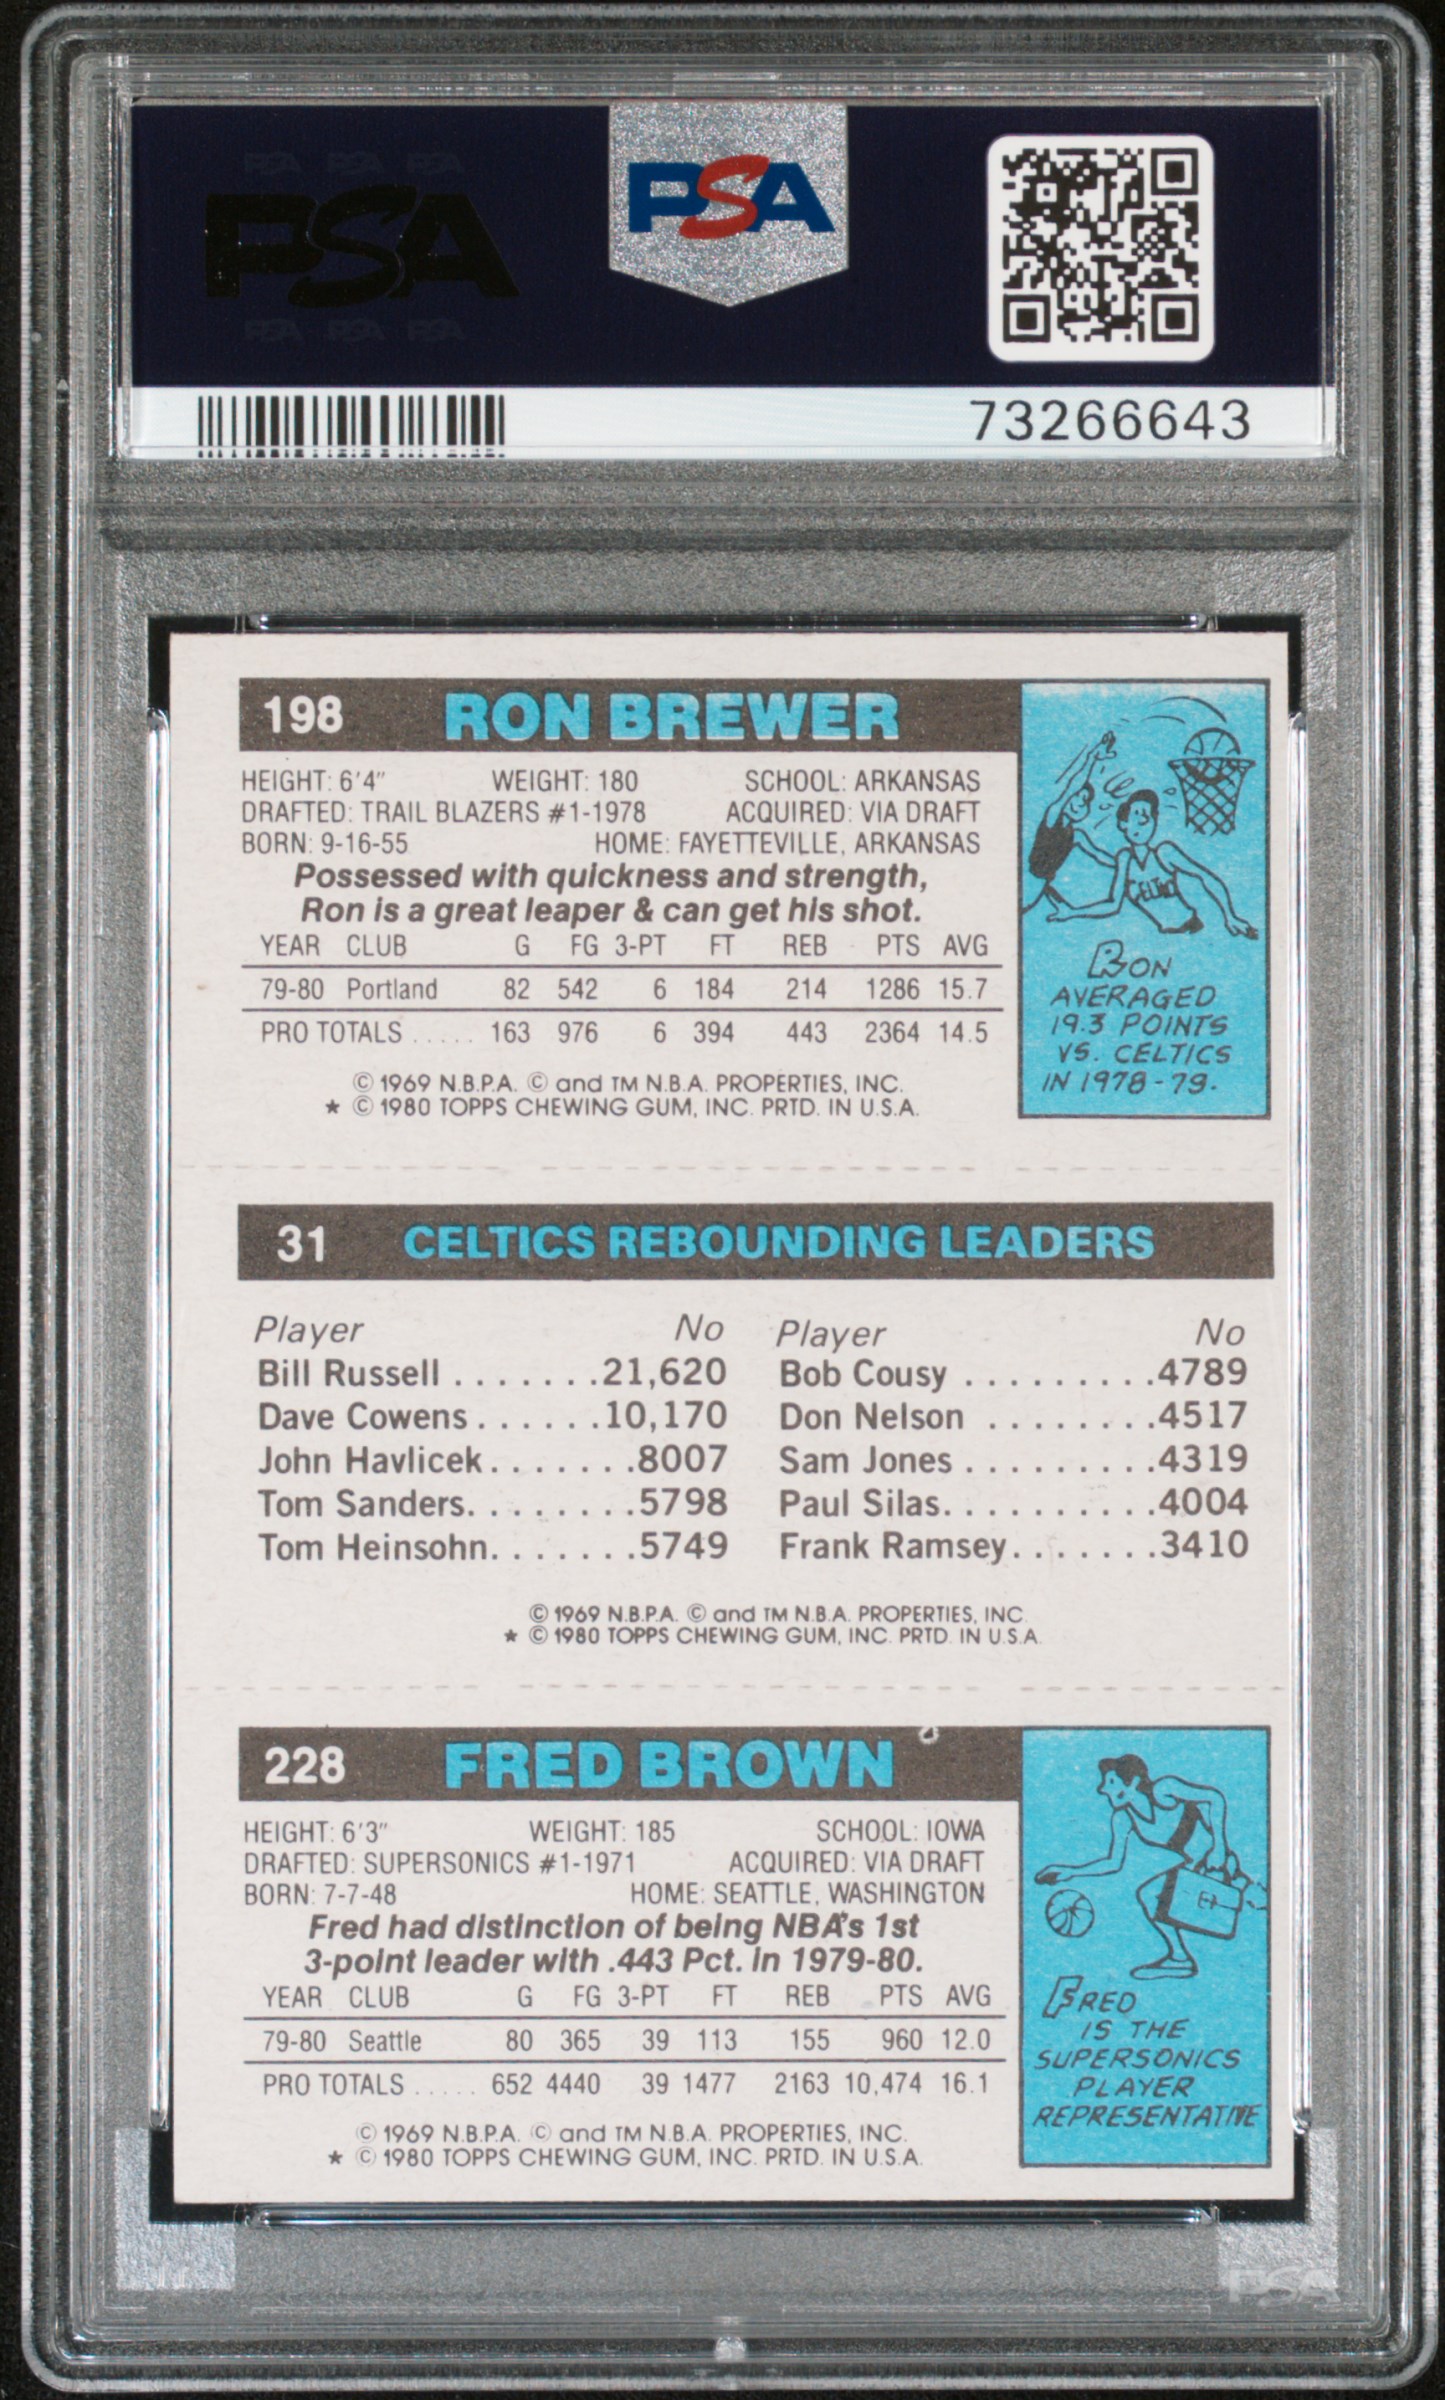 PSA PSA PSA
PSA
PSA PSA PSA
PSA
73266643
198 RON BREWER
HEIGHT: 6'4" WEIGHT: 180 SCHOOL: ARKANSAS
DRAFTED: TRAIL BLAZERS #1-1978 ACQUIRED: VIA DRAFT
BORN: 9-16-55 HOME: FAYETTEVILLE, ARKANSAS
Possessed with quickness and strength,
Ron is a great leaper & can get his shot.
YEAR CLUB G FG 3-PT FT REB PTS AVG
79-80 Portland 82 542 6 184 214 1286 15.7
PRO TOTALS ..... 163 976 6 394 443 2364 14.5
© 1969 N.B.P.A. © and TM N.B.A. PROPERTIES, INC.
★ © 1980 TOPPS CHEWING GUM, INC. PRTD. IN U.S.A.
CELTIC
RON
AVERAGED
19.3 POINTS
VS. CELTICS
IN 1978-79.
31 CELTICS REBOUNDING LEADERS
Player No Player No
Bill Russell .......21,620 Bob Cousy .........4789
Dave Cowens......10,170 Don Nelson ........4517
John Havlicek.......8007 Sam Jones .........4319
Tom Sanders........5798 Paul Silas..........4004
Tom Heinsohn.......5749 Frank Ramsey.......3410
© 1969 N.B.P.A. © and TM N.B.A. PROPERTIES, INC.
★ © 1980 TOPPS CHEWING GUM, INC. PRTD. IN U.S.A.
228 FRED BROWN
HEIGHT: 6'3" WEIGHT: 185 SCHOOL: IOWA
DRAFTED: SUPERSONICS #1-1971 ACQUIRED: VIA DRAFT
BORN: 7-7-48 HOME: SEATTLE, WASHINGTON
Fred had distinction of being NBA's 1st
3-point leader with .443 Pct. in 1979-80.
YEAR CLUB G FG 3-PT FT REB PTS AVG
79-80 Seattle 80 365 39 113 155 960 12.0
PRO TOTALS ..... 652 4440 39 1477 2163 10,474 16.1
© 1969 N.B.P.A. © and TM N.B.A. PROPERTIES, INC.
★ © 1980 TOPPS CHEWING GUM, INC. PRTD. IN U.S.A.
FRED
IS THE
SUPERSONICS
PLAYER
REPRESENTATIVE
PSA